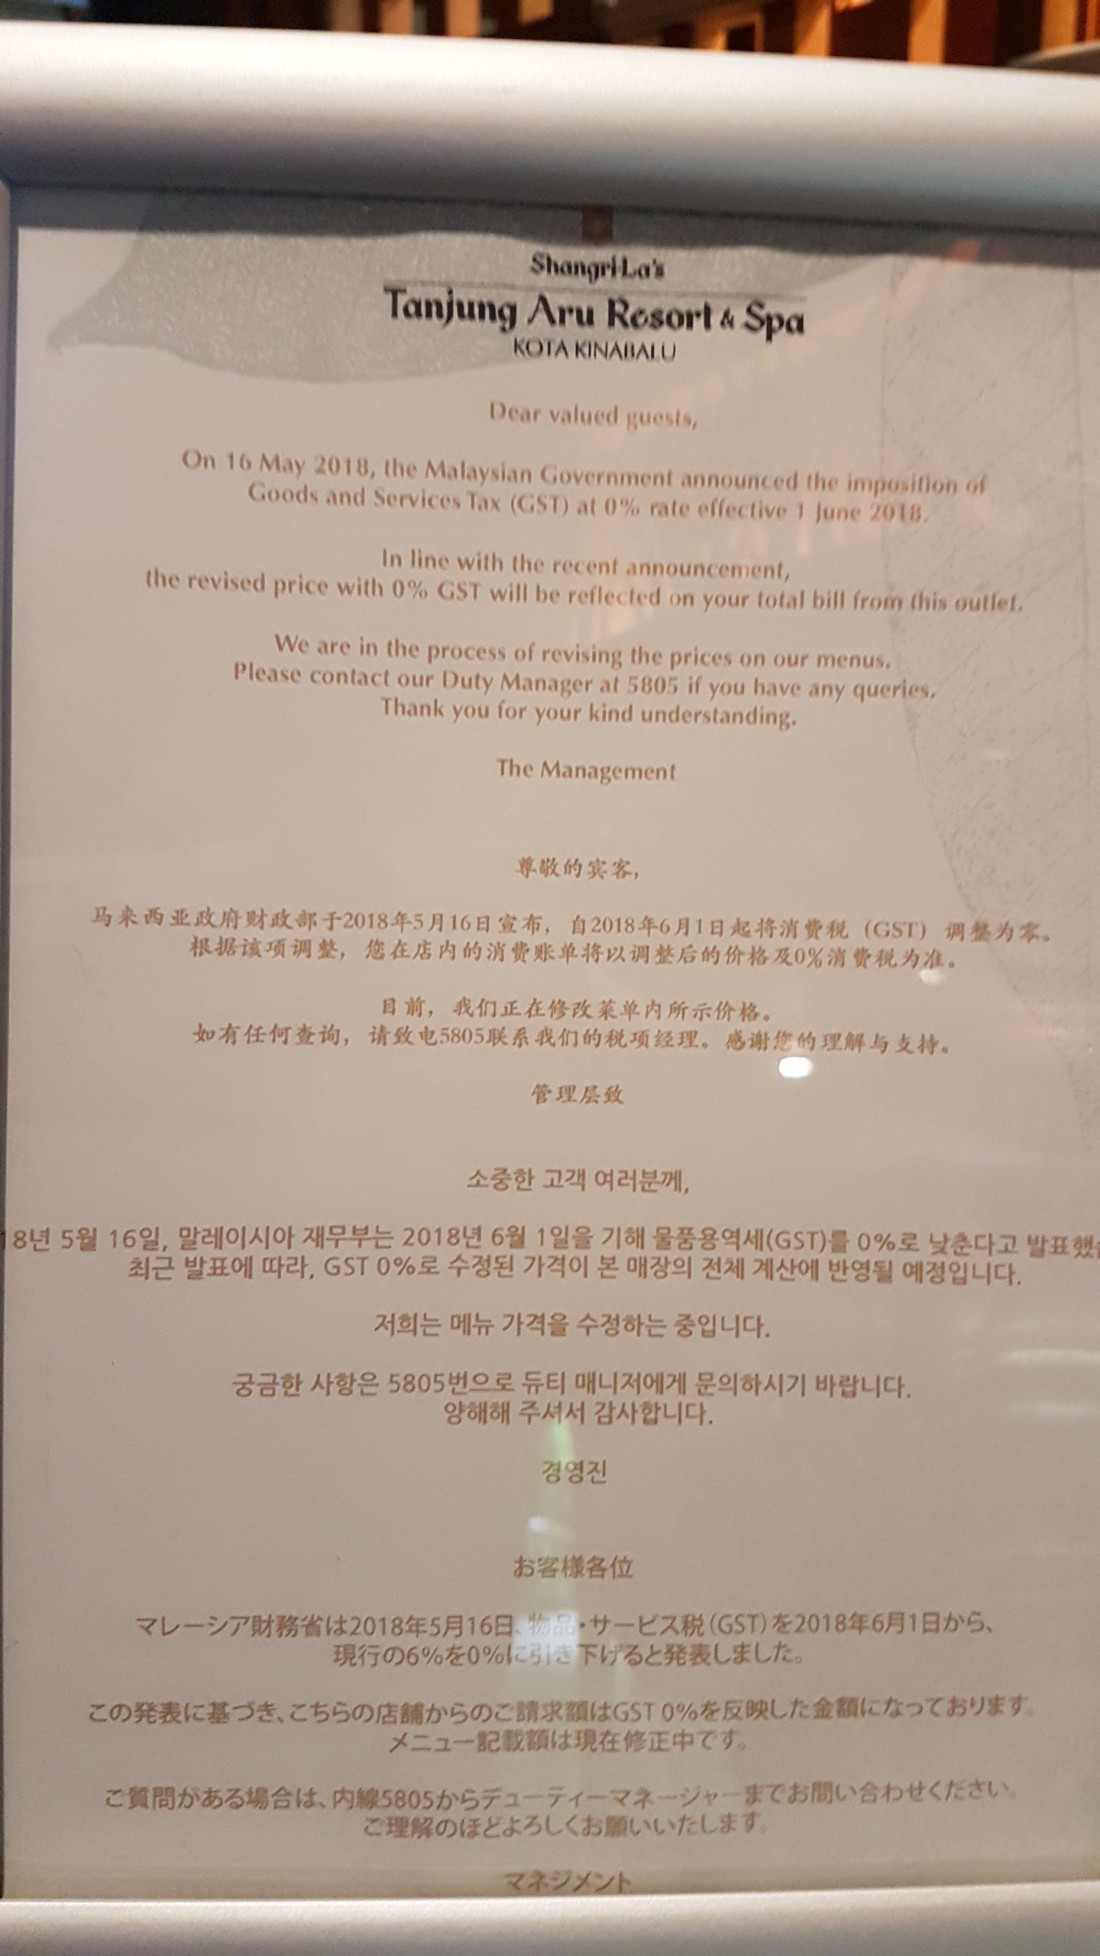 Shangri-La's
Tanjung Aru Resort & Spa
KOTA KINABALU
Dear valued guests,
On 16 May 2018, the Malaysian Government announced the imposition of
Goods and Services Tax (GST) at 0% rate effective 1 June 2018.
In line with the recent announcement,
the revised price with 0% GST will be reflected on your total bill from this outlet.
We are in the process of revising the prices on our menus.
Please contact our Duty Manager at 5805 if you have any queries.
Thank you for your kind understanding.
The Management
尊敬的宾客，
马来西亚政府财政部于2018年5月16日宣布，自2018年6月1日起将消费税（GST）调整为零。
根据该项调整，您在店内的消费账单将以调整后的价格及0%消费税为准。
目前，我们正在修改菜单内所示价格。
如有任何查询，请致电5805联系我们的税项经理。感谢您的理解与支持。
管理层致
소중한 고객 여러분께,
18년 5월 16일, 말레이시아 재무부는 2018년 6월 1일을 기해 물품용역세(GST)를 0%로 낮춘다고 발표했
최근 발표에 따라, GST 0%로 수정된 가격이 본 매장의 전체 계산에 반영될 예정입니다.
저희는 메뉴 가격을 수정하는 중입니다.
궁금한 사항은 5805번으로 듀티 매니저에게 문의하시기 바랍니다.
양해해 주셔서 감사합니다.
경영진
お客様各位
マレーシア財務省は2018年5月16日、物品・サービス税（GST）を2018年6月1日から、
現行の6%を0%に引き下げると発表しました。
この発表に基づき、こちらの店舗からのご請求額はGST 0%を反映した金額になっております。
メニュー記載額は現在修正中です。
ご質問がある場合は、内線5805からデューティーマネージャーまでお問い合わせください。
ご理解のほどよろしくお願いいたします。
マネジメント